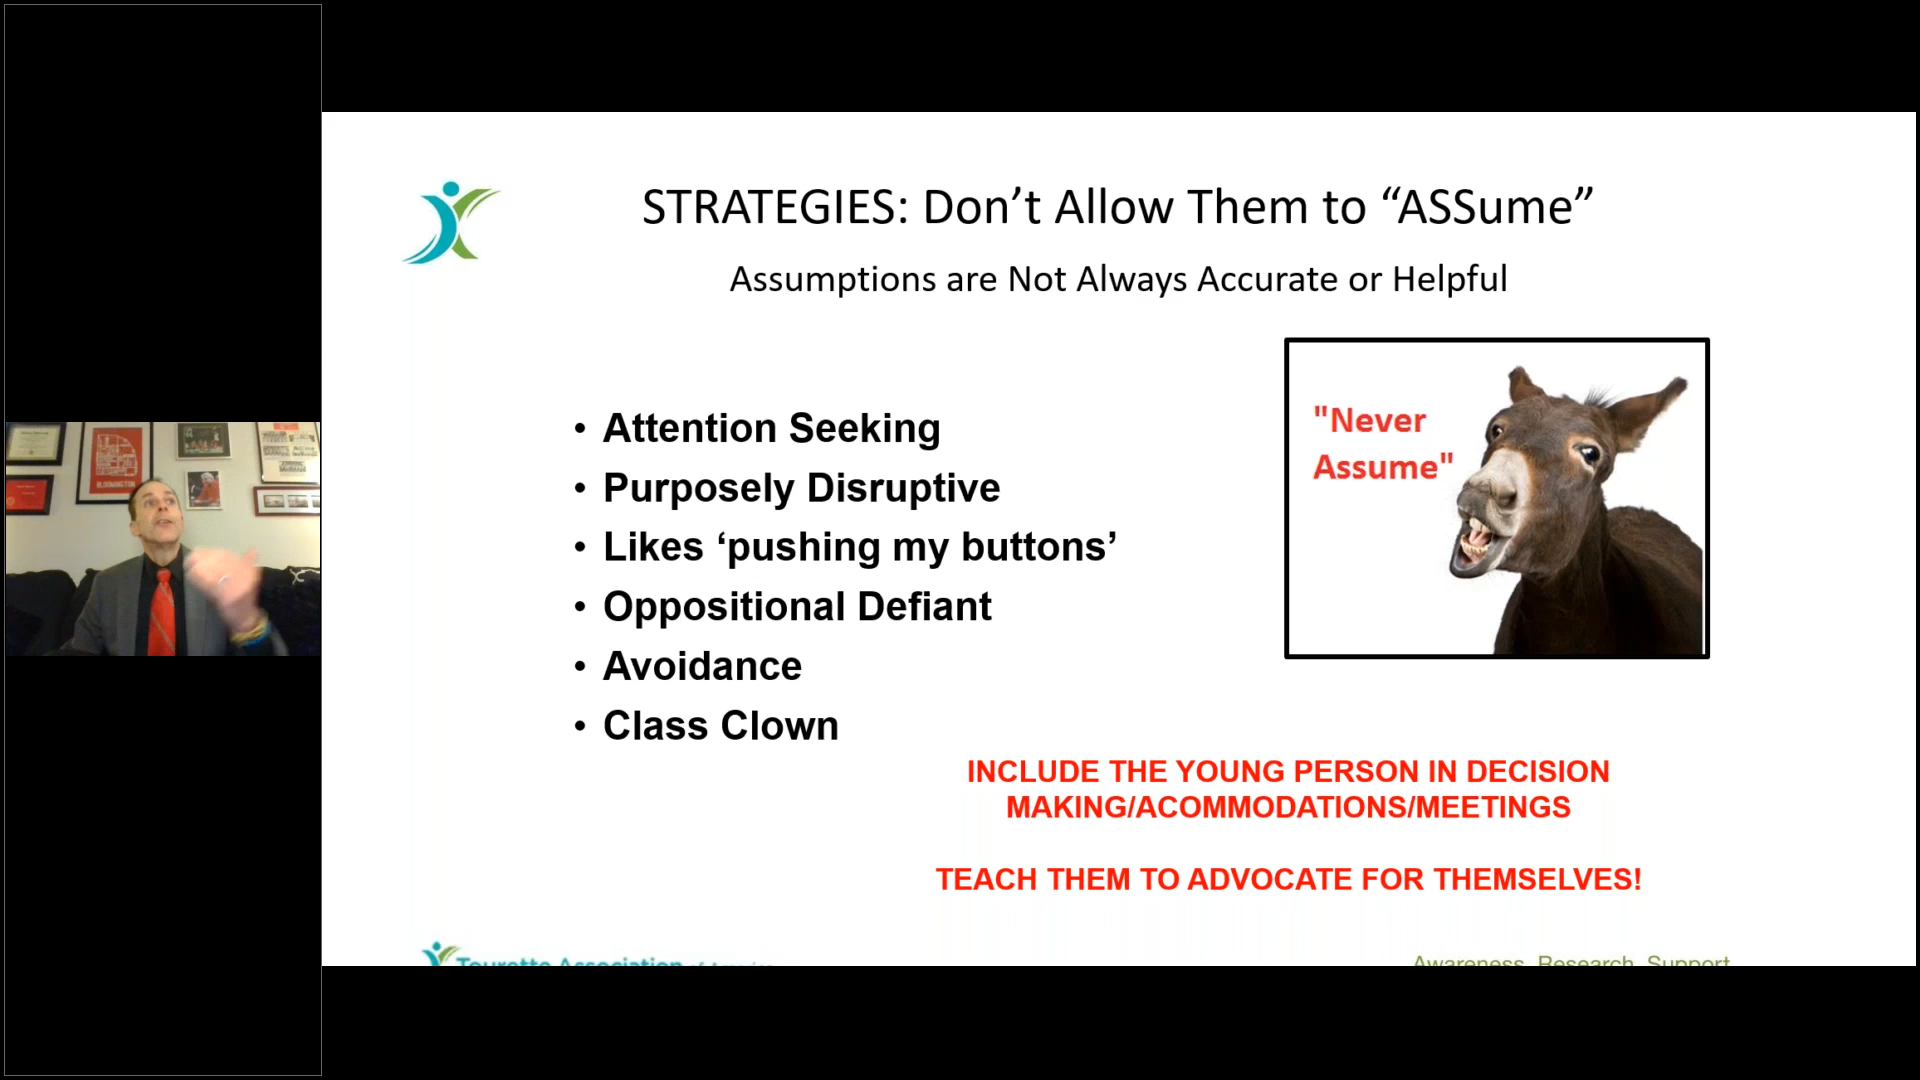 STRATEGIES: Don’t Allow Them to “ASSume”
Assumptions are Not Always Accurate or Helpful
• Attention Seeking
• Purposely Disruptive
• Likes ‘pushing my buttons’
• Oppositional Defiant
• Avoidance
• Class Clown
"Never
Assume"
INCLUDE THE YOUNG PERSON IN DECISION
MAKING/ACOMMODATIONS/MEETINGS
TEACH THEM TO ADVOCATE FOR THEMSELVES!
Tourette Association of America
Awareness. Research. Support.
BLOOMINGTON